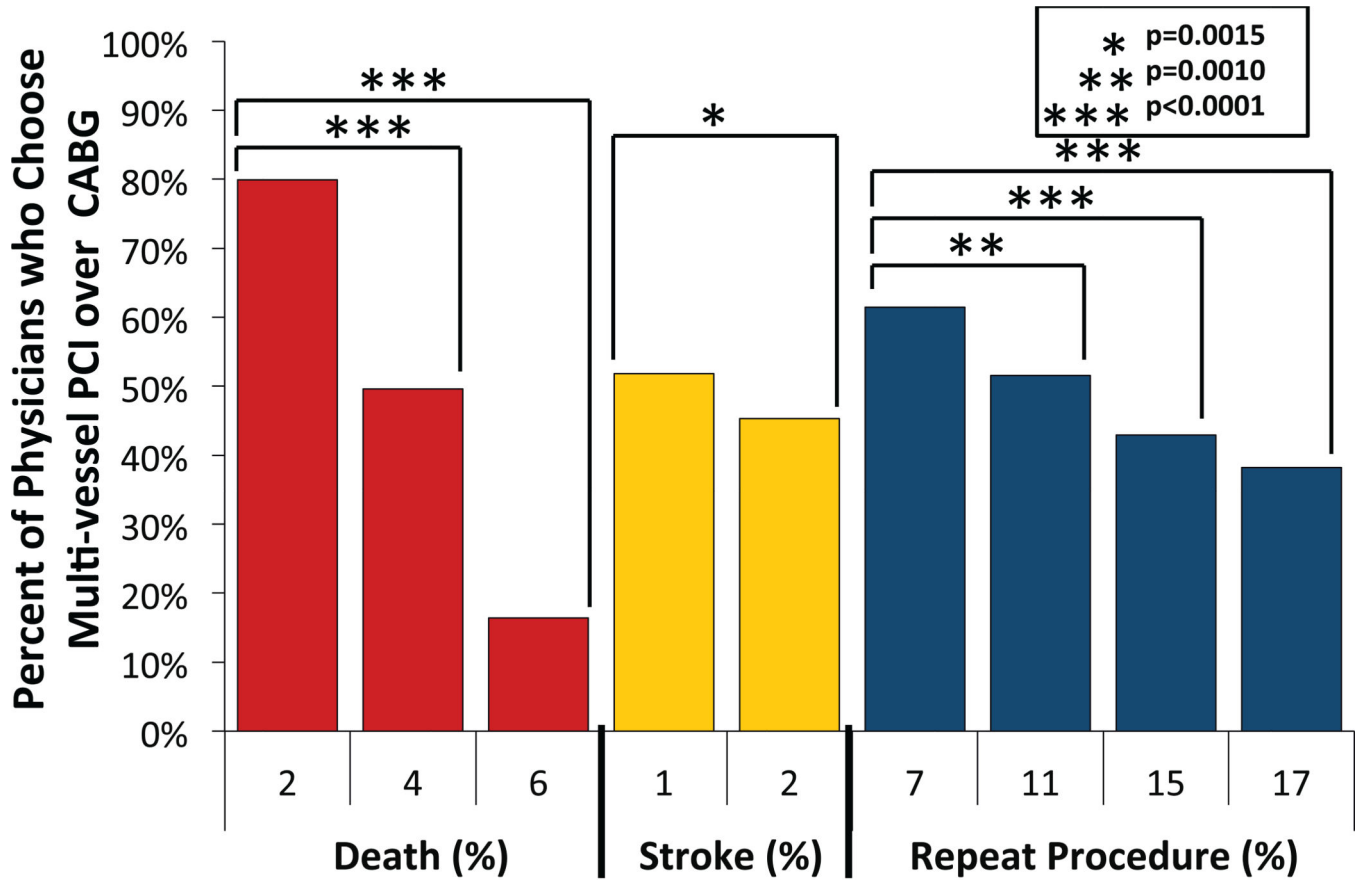 Percent of Physicians who Choose
Multi-vessel PCI over CABG
100%
90%
80%
70%
60%
50%
40%
30%
20%
10%
0%
***
***
*
***
***
**
* p=0.0015
** p=0.0010
*** p<0.0001
2 4 6 1 2 7 11 15 17
Death (%) Stroke (%) Repeat Procedure (%)